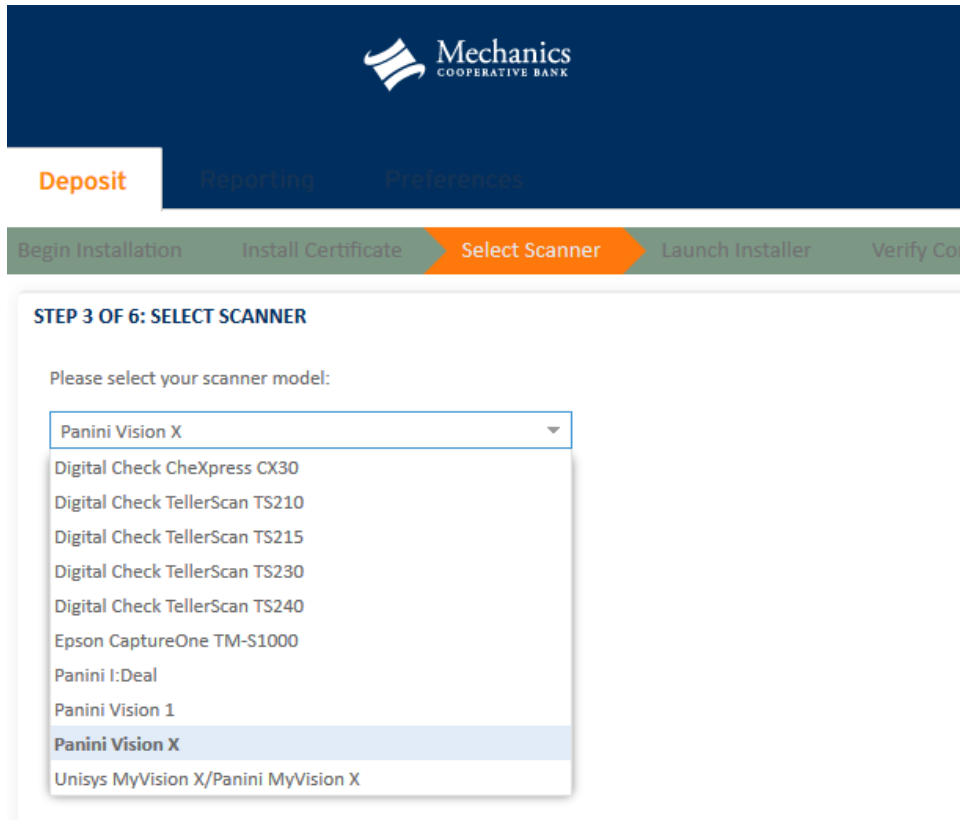 Mechanics
COOPERATIVE BANK
Deposit Reporting Preferences
Begin Installation Install Certificate Select Scanner Launch Installer Verify
STEP 3 OF 6: SELECT SCANNER
Please select your scanner model:
Panini Vision X
Digital Check CheXpress CX30
Digital Check TellerScan TS210
Digital Check TellerScan TS215
Digital Check TellerScan TS230
Digital Check TellerScan TS240
Epson CaptureOne TM-S1000
Panini I:Deal
Panini Vision 1
Panini Vision X
Unisys MyVision X/Panini MyVision X